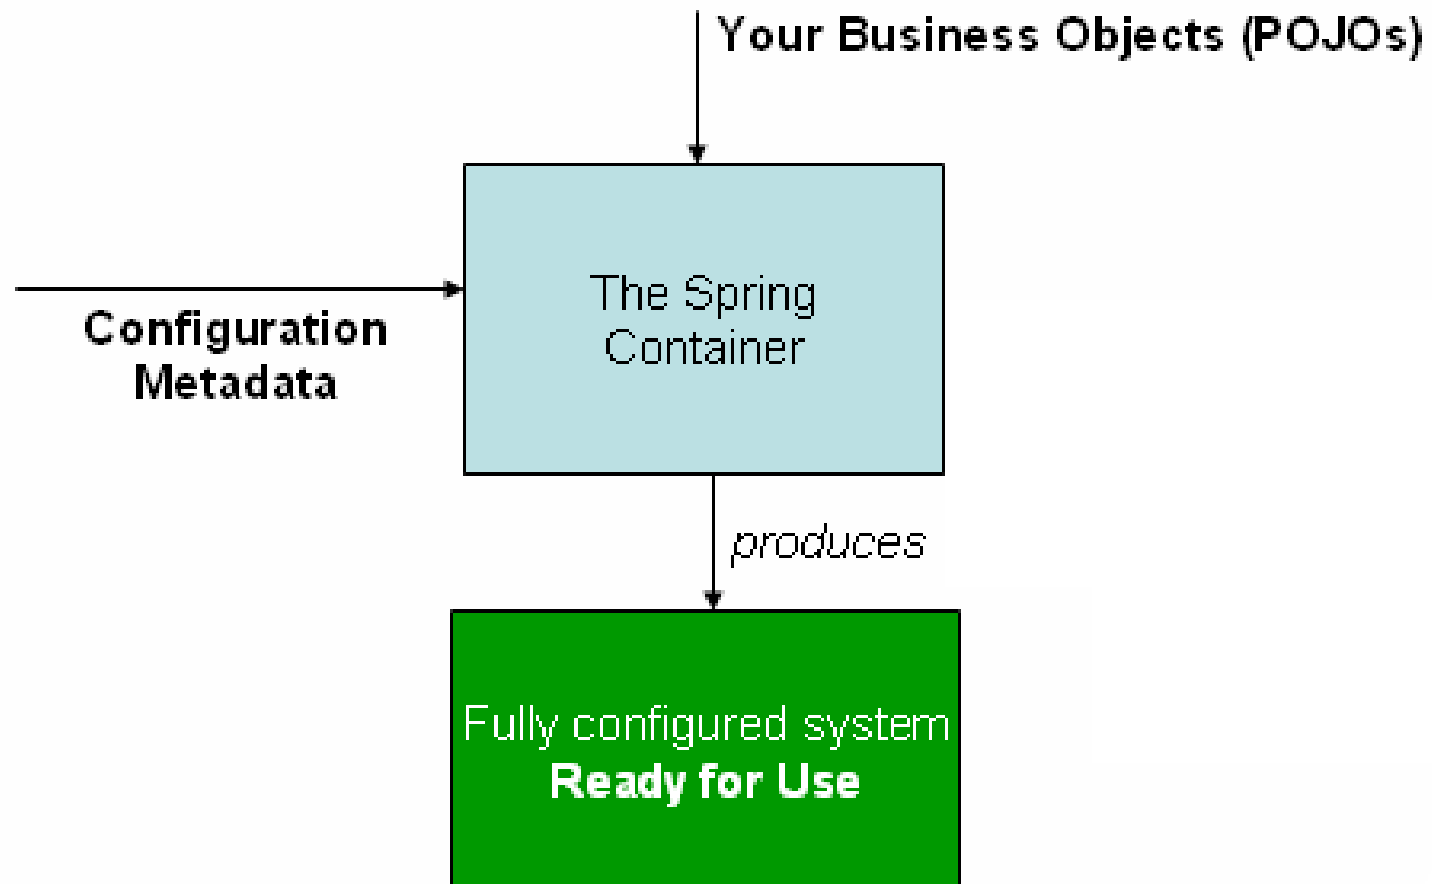 Your Business Objects (POJOs)
The Spring
Container
Configuration
Metadata
produces
Fully configured system
Ready for Use